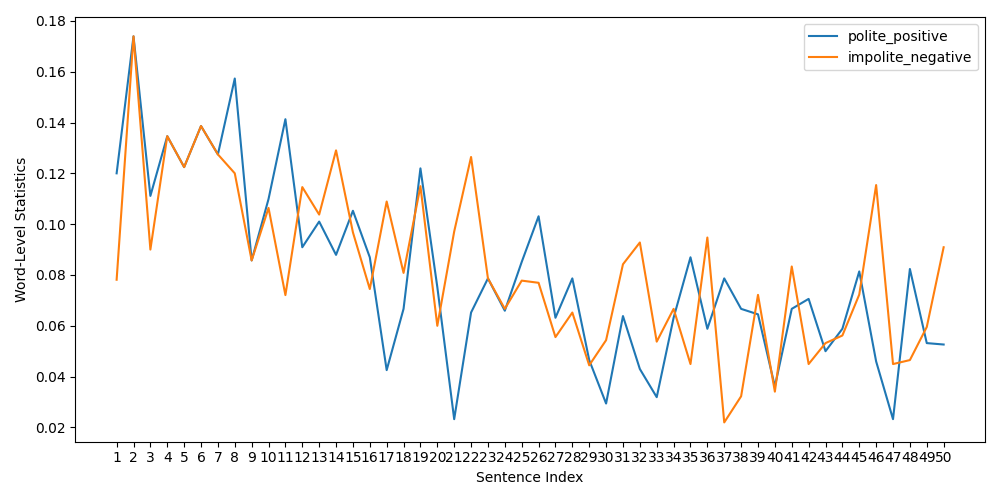 0.18
0.16
0.14
0.12
0.10
0.08
0.06
0.04
0.02
Word-Level Statistics
polite_positive
impolite_negative
1 2 3 4 5 6 7 8 9 10 11 12 13 14 15 16 17 18 19 20 21 22 23 24 25 26 27 28 29 30 31 32 33 34 35 36 37 38 39 40 41 42 43 44 45 46 47 48 49 50
Sentence Index